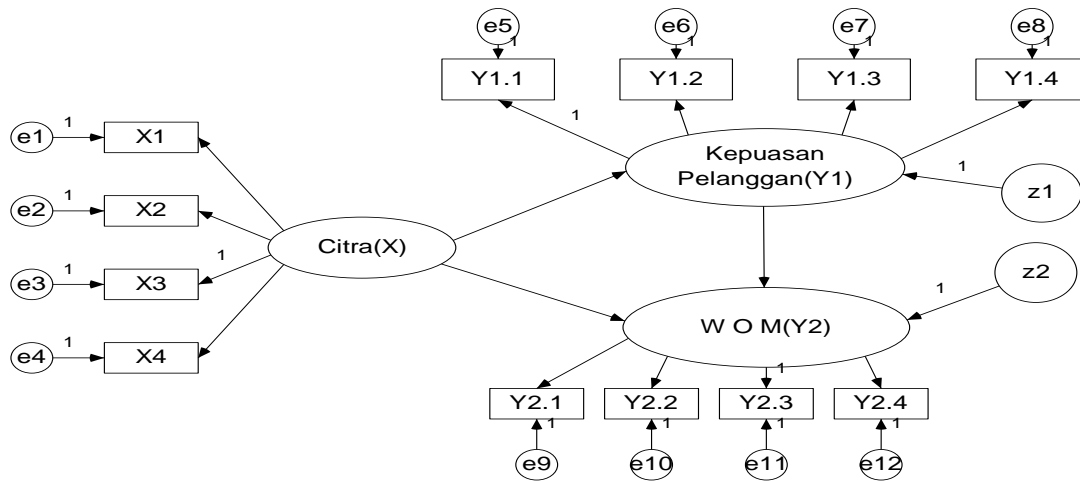 e5
e6
e7
e8
1
1
1
1
Y1.1
Y1.2
Y1.3
Y1.4
1
e1
1
X1
Kepuasan
Pelanggan(Y1)
1
z1
e2
1
X2
Citra(X)
1
e3
1
X3
z2
1
W O M(Y2)
e4
1
X4
1
Y2.1
Y2.2
Y2.3
Y2.4
1
1
1
1
e9
e10
e11
e12